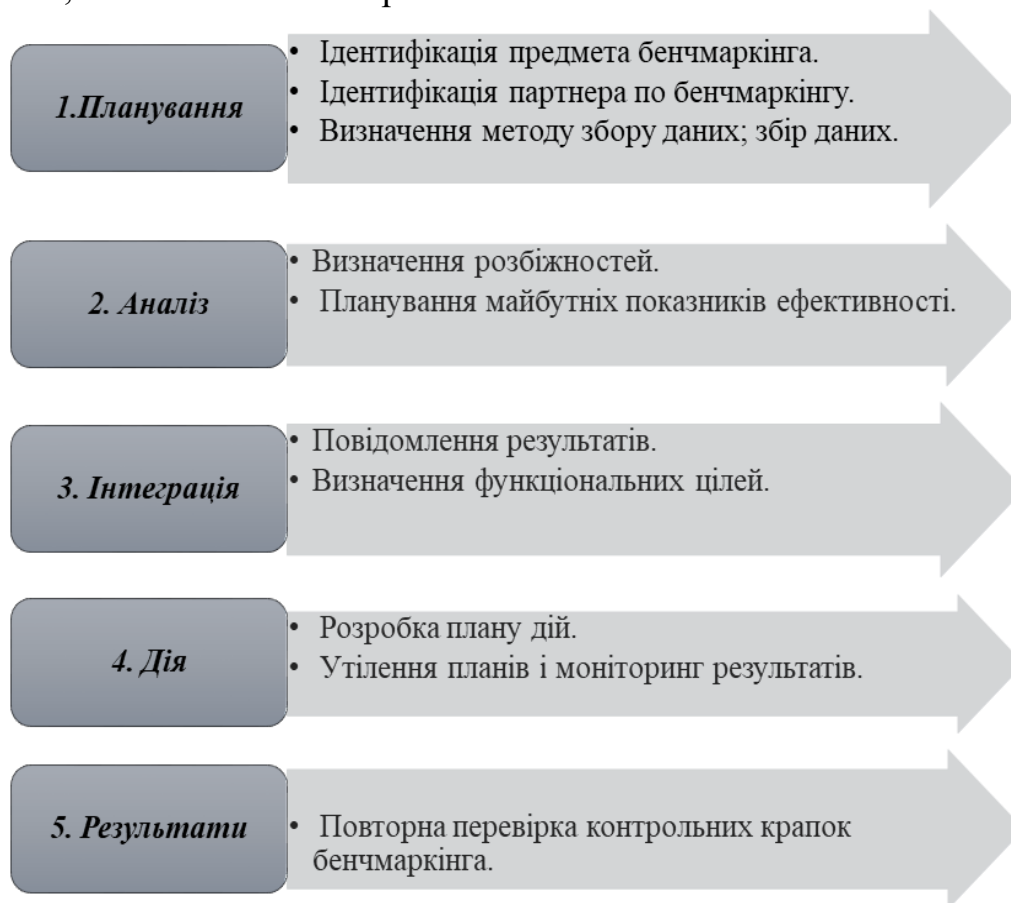 1.Планування
• Ідентифікація предмета бенчмаркінга.
• Ідентифікація партнера по бенчмаркінгу.
• Визначення методу збору даних; збір даних.
2. Аналіз
• Визначення розбіжностей.
• Планування майбутніх показників ефективності.
3. Інтеграція
• Повідомлення результатів.
• Визначення функціональних цілей.
4. Дія
• Розробка плану дій.
• Утілення планів і моніторинг результатів.
5. Результати
• Повторна перевірка контрольних крапок
бенчмаркінга.